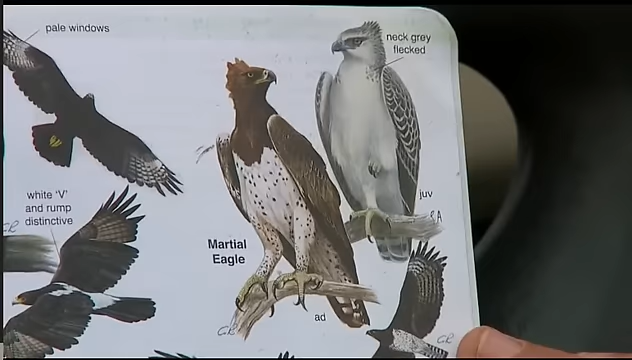 pale windows
neck grey
flecked
white 'V'
and rump
distinctive
juv
Martial
Eagle
ad